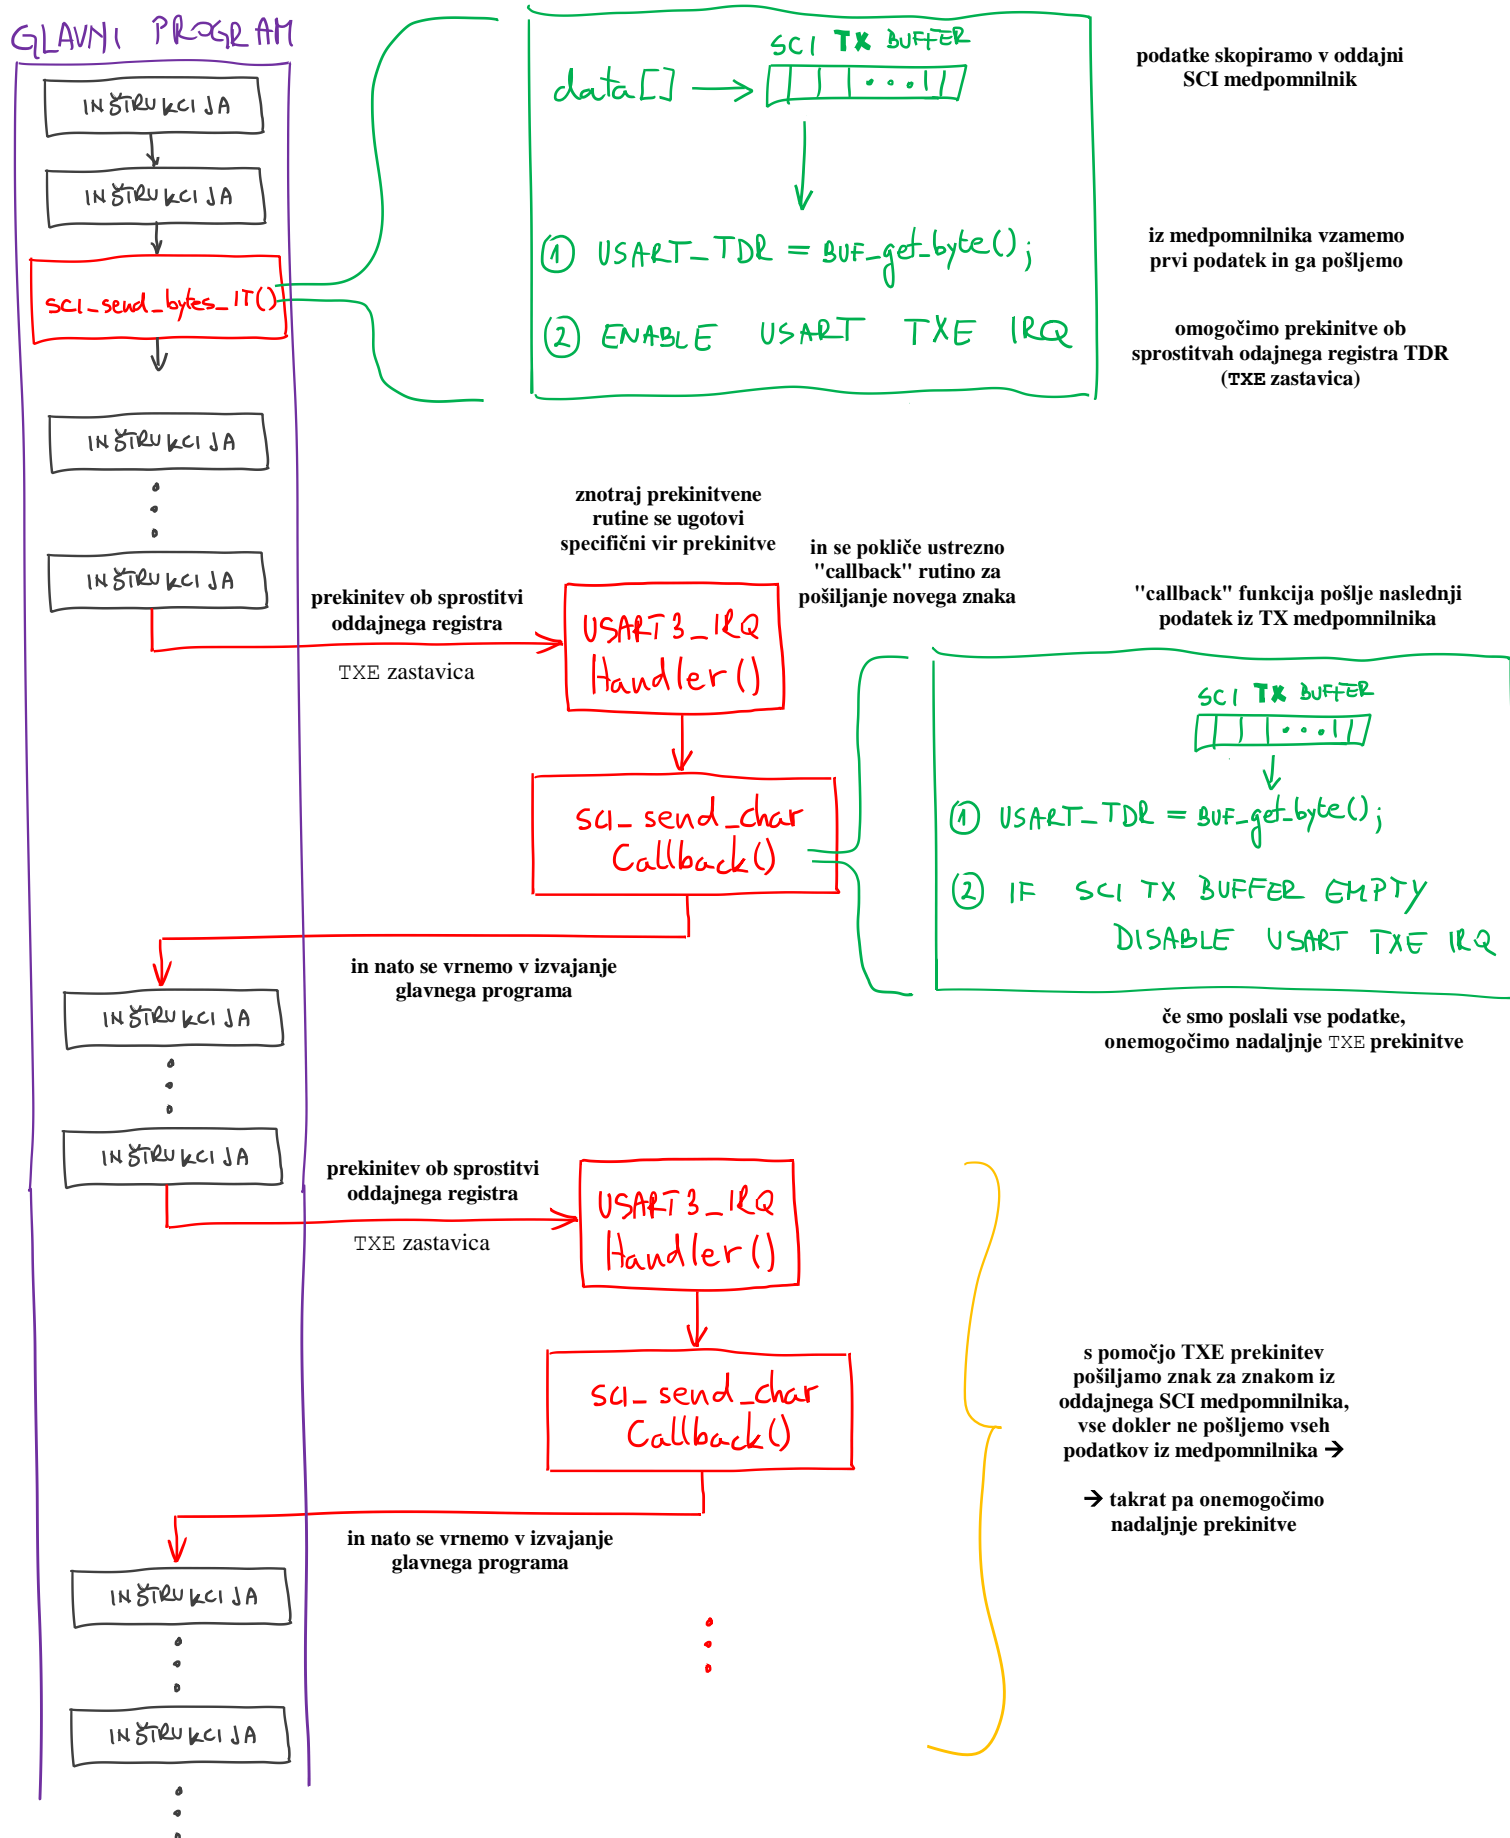 GLAVNI PROGRAM
INŠTRUKCIJA
INŠTRUKCIJA
SCI_send_bytes_IT()
SCI TX BUFFER
data[]
podatke skopiramo v oddajni
SCI medpomnilnik
① USART_TDR = BUF_get_byte();
iz medpomnilnika vzamemo
prvi podatek in ga pošljemo
② ENABLE USART TXE IRQ
omogočimo prekinitve ob
sprostitvah odajnega registra TDR
(TXE zastavica)
INŠTRUKCIJA
INŠTRUKCIJA
prekinitev ob sprostitvi
oddajnega registra
TXE zastavica
znotraj prekinitvene
rutine se ugotovi
specifični vir prekinitve
USART3_IRQ
Handler()
in se pokliče ustrezno
"callback" rutino za
pošiljanje novega znaka
SCI_send_char
Callback()
"callback" funkcija pošlje naslednji
podatek iz TX medpomnilnika
SCI TX BUFFER
① USART_TDR = BUF_get_byte();
② IF SCI TX BUFFER EMPTY
DISABLE USART TXE IRQ
če smo poslali vse podatke,
onemogočimo nadaljnje TXE prekinitve
in nato se vrnemo v izvajanje
glavnega programa
INŠTRUKCIJA
INŠTRUKCIJA
prekinitev ob sprostitvi
oddajnega registra
TXE zastavica
USART3_IRQ
Handler()
SCI_send_char
Callback()
s pomočjo TXE prekinitev
pošiljamo znak za znakom iz
oddajnega SCI medpomnilnika,
vse dokler ne pošljemo vseh
podatkov iz medpomnilnika →
→ takrat pa onemogočimo
nadaljnje prekinitve
in nato se vrnemo v izvajanje
glavnega programa
INŠTRUKCIJA
INŠTRUKCIJA